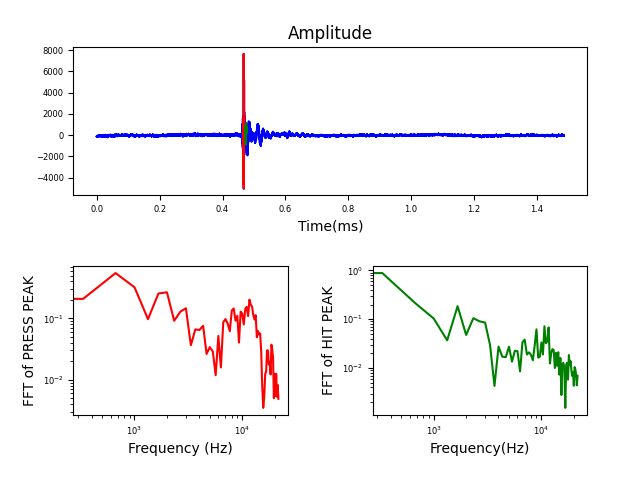 Amplitude
8000
6000
4000
2000
0
−2000
−4000
0.0 0.2 0.4 0.6 0.8 1.0 1.2 1.4
Time(ms)
FFT of PRESS PEAK
10⁻¹
10⁻²
10³ 10⁴
Frequency (Hz)
FFT of HIT PEAK
10⁰
10⁻¹
10⁻²
10³ 10⁴
Frequency(Hz)